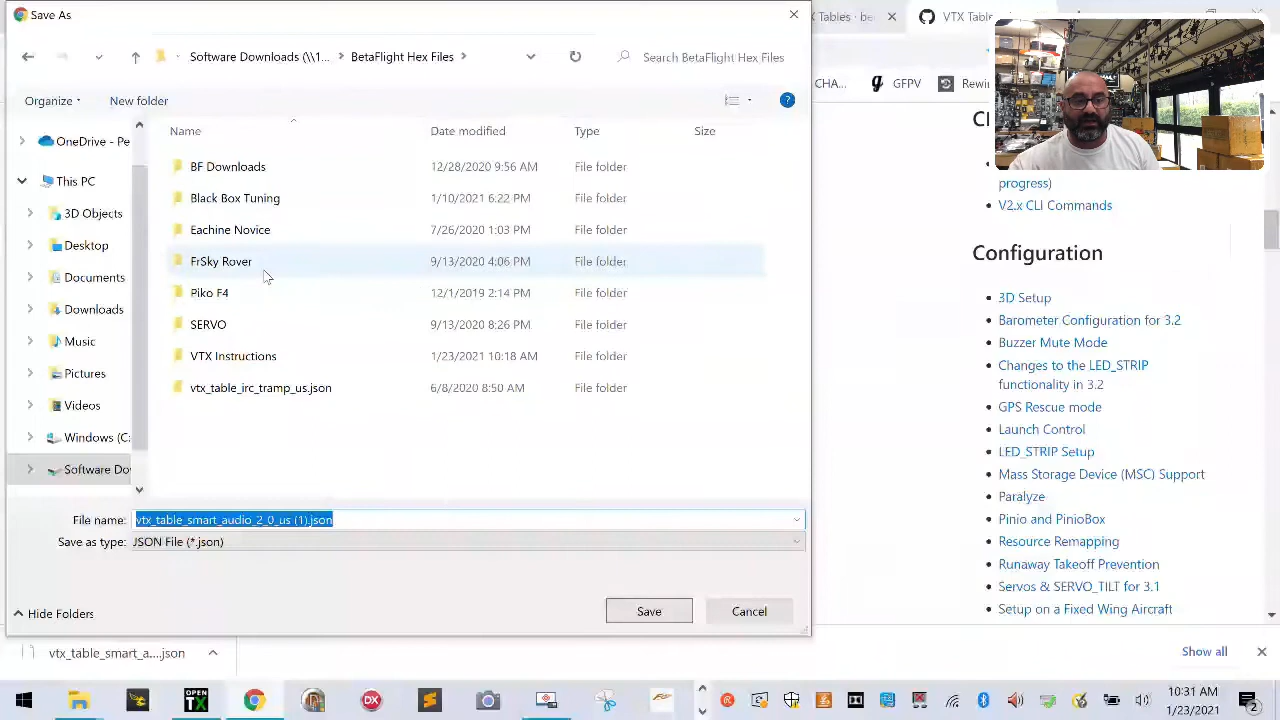 Save As
X Tables · be
VTX Table
Software Downloads
BetaFlight Hex Files
Search BetaFlight Hex Files
CHA...
GFPV
Rewin
Organize
New folder
Name
Date modified
Type
Size
OneDrive - Pe
This PC
3D Objects
Desktop
Documents
Downloads
Music
Pictures
Videos
Windows (C:
Software Do
BF Downloads 12/28/2020 9:56 AM File folder
Black Box Tuning 1/10/2021 6:22 PM File folder
Eachine Novice 7/26/2020 1:03 PM File folder
FrSky Rover 9/13/2020 4:06 PM File folder
Piko F4 12/1/2019 2:14 PM File folder
SERVO 9/13/2020 8:26 PM File folder
VTX Instructions 1/23/2021 10:18 AM File folder
vtx_table_irc_tramp_us.json 6/8/2020 8:50 AM File folder
File name: vtx_table_smart_audio_2_0_us (1).json
Save as type: JSON File (*.json)
Hide Folders
Save
Cancel
progress)
V2.x CLI Commands
Configuration
3D Setup
Barometer Configuration for 3.2
Buzzer Mute Mode
Changes to the LED_STRIP
functionality in 3.2
GPS Rescue mode
Launch Control
LED_STRIP Setup
Mass Storage Device (MSC) Support
Paralyze
Pinio and PinioBox
Resource Remapping
Runaway Takeoff Prevention
Servos & SERVO_TILT for 3.1
Setup on a Fixed Wing Aircraft
vtx_table_smart_a....json
Show all
OPEN
TX
DX
10:31 AM
1/23/2021
2